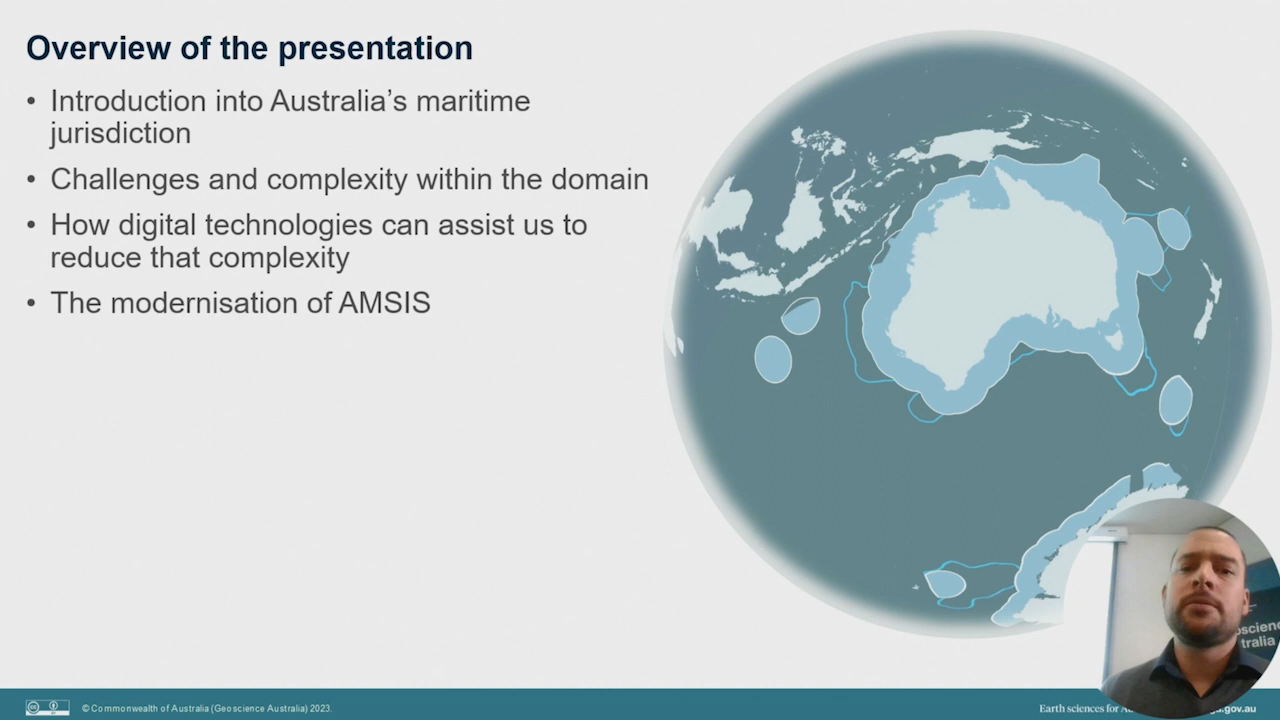 Overview of the presentation
• Introduction into Australia's maritime
jurisdiction
• Challenges and complexity within the domain
• How digital technologies can assist us to
reduce that complexity
• The modernisation of AMSIS
© Commonwealth of Australia (Geoscience Australia) 2023.
Earth sciences for
.gov.au